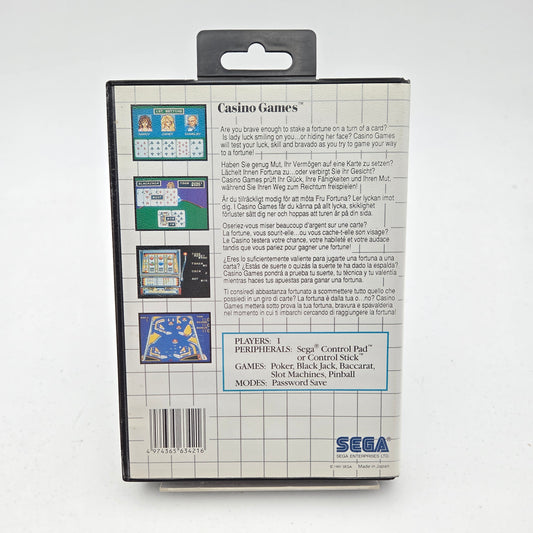 Casino Games™
Are you brave enough to stake a fortune on a turn of a card?
Is lady luck smiling on you...or hiding her face? Casino Games
will test your luck, skill and bravado as you try to game your way
to a fortune!
Haben Sie genug Mut, Ihr Vermögen auf eine Karte zu setzen?
Lächelt Ihnen Fortuna zu...oder verbirgt Sie ihr Gesicht?
Casino Games prüft Ihr Glück, Ihre Fähigkeiten und Ihren Mut,
während Sie Ihren Weg zum Reichtum freispielen!
Är du tillräckligt modig för att möta Fru Fortuna? Ler lyckan imot
dig. I Casino Games får du känna på allt lycka, skiklighet
föruster sätt dig ner och hoppas att turen är på din sida.
Oseriez-vous miser beaucoup d'argent sur une carte?
La fortune, vous sourit-elle...ou vous cache-t-elle son visage?
Le Casino testera votre chance, votre habileté et votre audace
tandis que vous pariez pour gagner une fortune!
¿Eres lo suficientemente valiente para jugarte una fortuna a una
carta? ¿Estás de suerte o quizás la suerte te ha dado la espalda?
Casino Games pondrá a prueba tu suerte, tu técnica y tu valentía
mientras haces tus apuestas para ganar una fortuna.
Ti consideri abbastanza fortunato a scommettere tutto quello che
possiedi in un giro di carte? La fortuna è dalla tua o...no? Casino
Games metterà sotto prova la tua fortuna, bravura e spavalderia
nel momento in cui ti imbarchi cercando di raggiungere la fortuna!
PLAYERS: 1
PERIPHERALS: Sega® Control Pad™
or Control Stick™
GAMES: Poker, Black Jack, Baccarat,
Slot Machines, Pinball
MODES: Password Save
4 974365 634216
SEGA
SEGA ENTERPRISES LTD.
Made in Japan